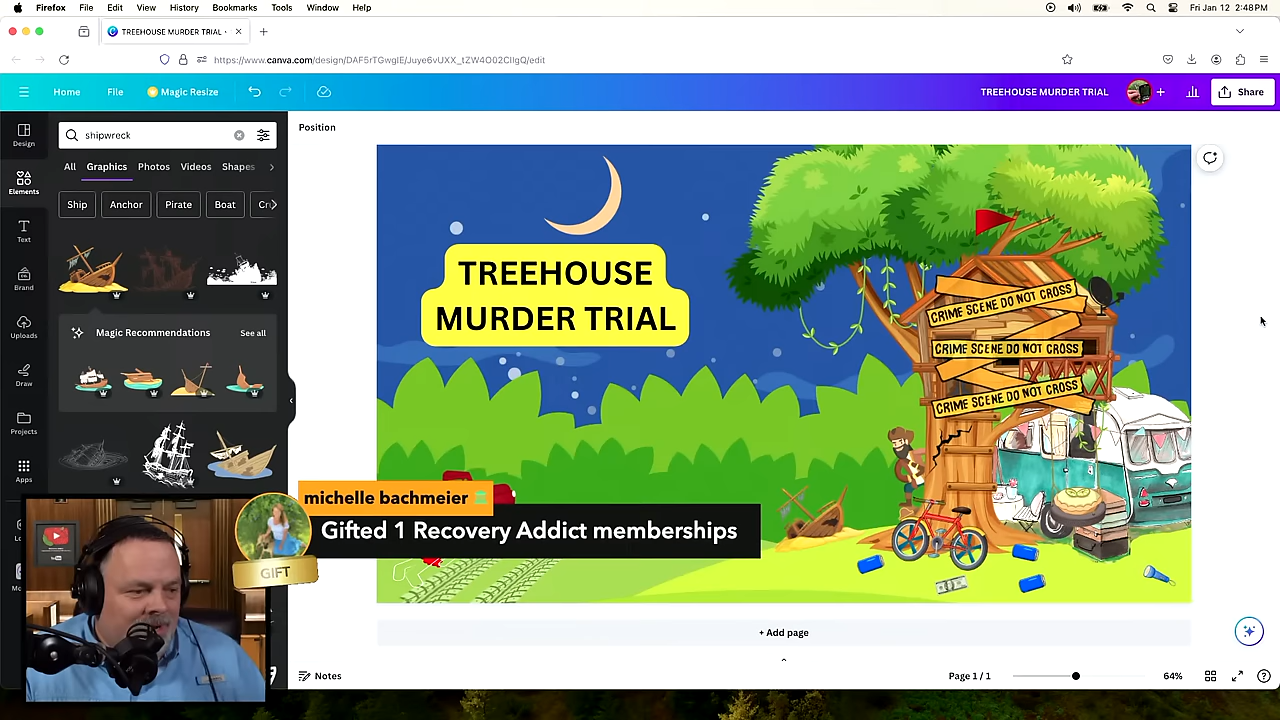 Firefox File Edit View History Bookmarks Tools Window Help
Fri Jan 12 2:48PM
TREEHOUSE MURDER TRIAL
https://www.canva.com/design/DAF5rTGwgIE/Juye6vUXX_tZW4O02ClIgQ/edit
Home File Magic Resize
TREEHOUSE MURDER TRIAL
Share
Design
Elements
Text
Brand
Uploads
Draw
Projects
Apps
shipwreck
All Graphics Photos Videos Shapes
Ship Anchor Pirate Boat
Magic Recommendations See all
Position
TREEHOUSE
MURDER TRIAL
CRIME SCENE DO NOT CROSS
CRIME SCENE DO NOT CROSS
CRIME SCENE DO NOT CROSS
michelle bachmeier
Gifted 1 Recovery Addict memberships
GIFT
+ Add page
Notes
Page 1 / 1
64%